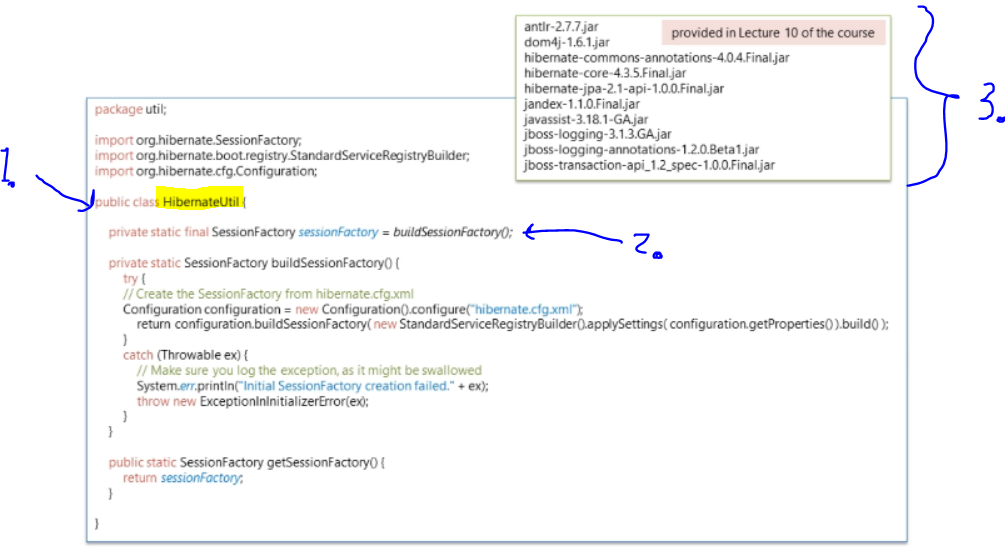 antlr-2.7.7.jar
provided in Lecture 10 of the course
dom4j-1.6.1.jar
hibernate-commons-annotations-4.0.4.Final.jar
hibernate-core-4.3.5.Final.jar
hibernate-jpa-2.1-api-1.0.0.Final.jar
jandex-1.1.0.Final.jar
javassist-3.18.1-GA.jar
jboss-logging-3.1.3.GA.jar
jboss-logging-annotations-1.2.0.Beta1.jar
jboss-transaction-api_1.2_spec-1.0.0.Final.jar
3.
package util;
import org.hibernate.SessionFactory;
import org.hibernate.boot.registry.StandardServiceRegistryBuilder;
import org.hibernate.cfg.Configuration;
1.
public class HibernateUtil {
private static final SessionFactory sessionFactory = buildSessionFactory();
2.
private static SessionFactory buildSessionFactory() {
try {
// Create the SessionFactory from hibernate.cfg.xml
Configuration configuration = new Configuration().configure("hibernate.cfg.xml");
return configuration.buildSessionFactory( new StandardServiceRegistryBuilder().applySettings( configuration.getProperties() ).build() );
}
catch (Throwable ex) {
// Make sure you log the exception, as it might be swallowed
System.err.println("Initial SessionFactory creation failed." + ex);
throw new ExceptionInInitializerError(ex);
}
}
public static SessionFactory getSessionFactory() {
return sessionFactory;
}
}